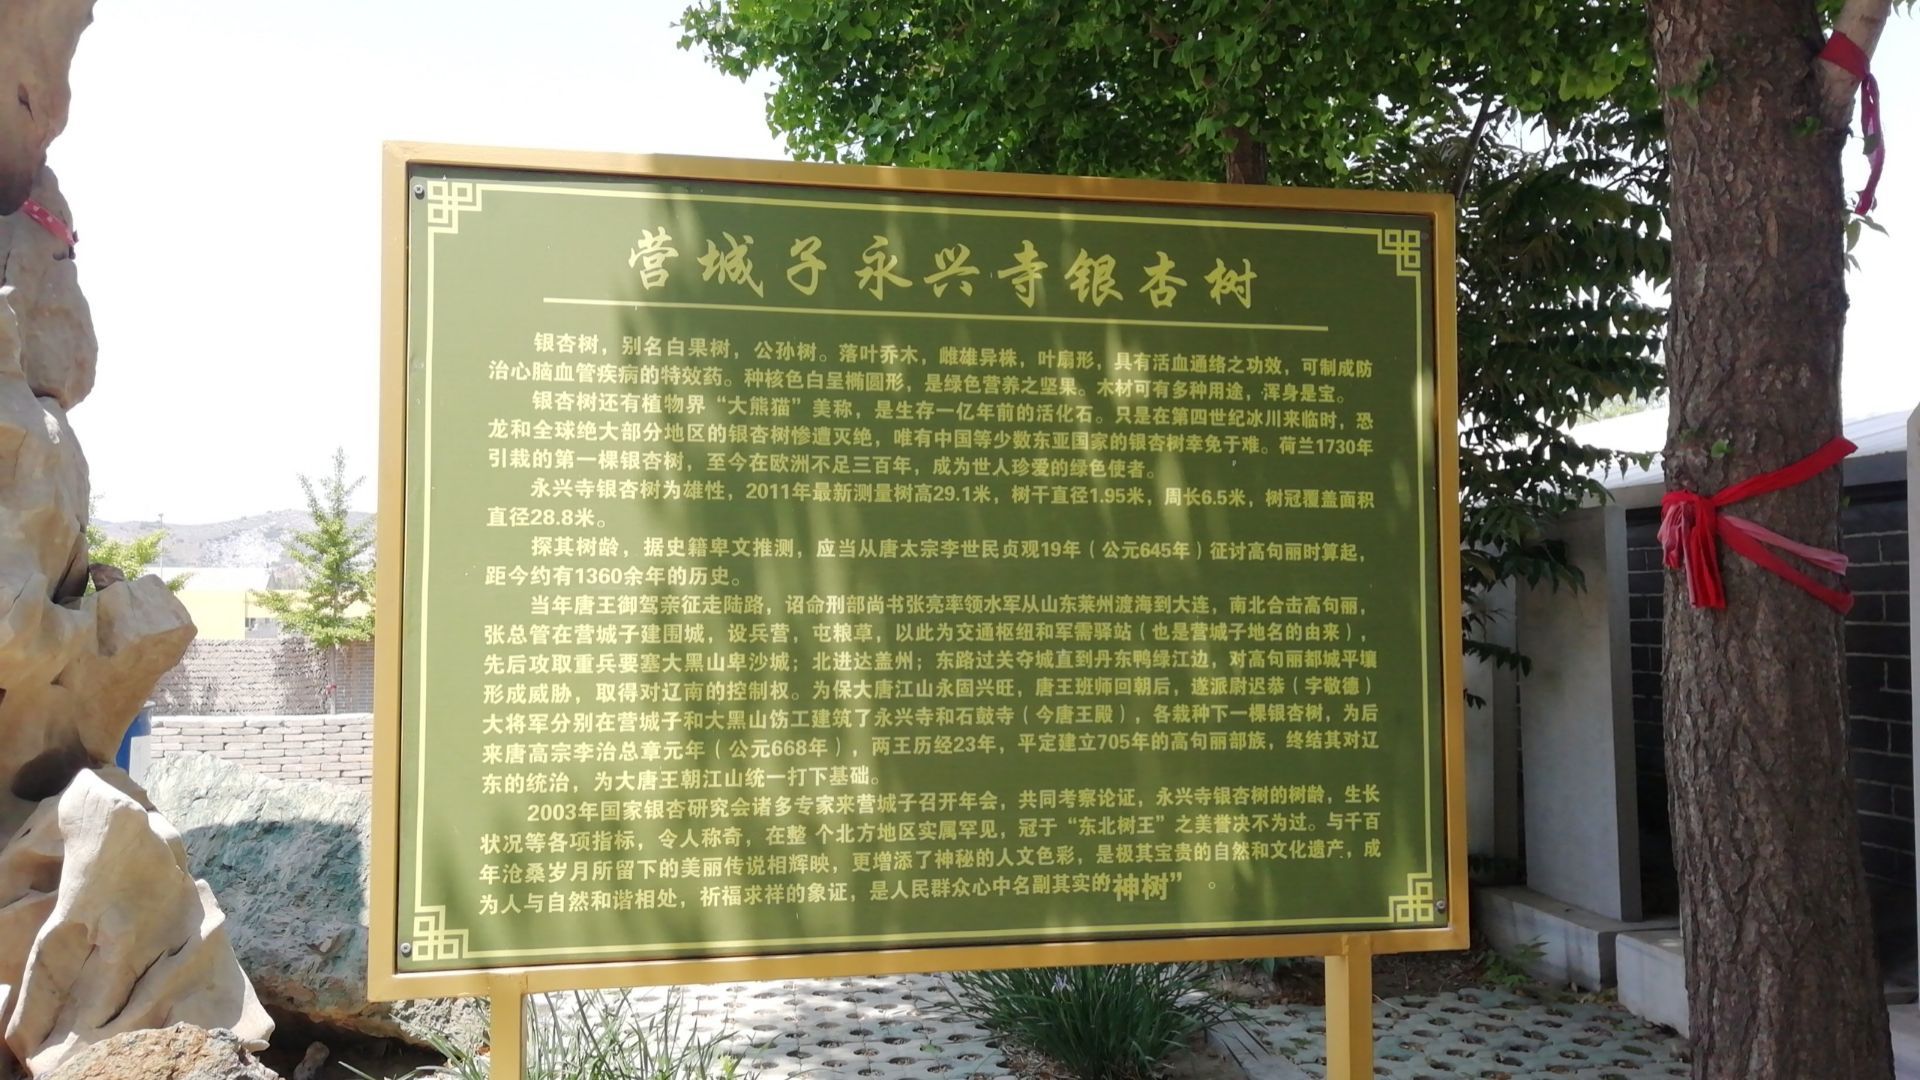 营城子永兴寺银杏树
银杏树，别名白果树，公孙树。落叶乔木，雌雄异株，叶扇形，具有活血通络之功效，可制成防
治心脑血管疾病的特效药。种核色白呈椭圆形，是绿色营养之坚果。木材可有多种用途，浑身是宝。
银杏树还有植物界“大熊猫”美称，是生存一亿年前的活化石。只是在第四世纪冰川来临时，恐
龙和全球绝大部分地区的银杏树惨遭灭绝，唯有中国等少数东亚国家的银杏树幸免于难。荷兰1730年
引栽的第一棵银杏树，至今在欧洲不足三百年，成为世人珍爱的绿色使者。
永兴寺银杏树为雄性，2011年最新测量树高29.1米，树干直径1.95米，周长6.5米，树冠覆盖面积
直径28.8米。
探其树龄，据史籍卑文推测，应当从唐太宗李世民贞观19年（公元645年）征讨高句丽时算起，
距今约有1360余年的历史。
当年唐王御驾亲征走陆路，诏命刑部尚书张亮率领水军从山东莱州渡海到大连，南北合击高句丽，
张总管在营城子建围城，设兵营，屯粮草，以此为交通枢纽和军需驿站（也是营城子地名的由来），
先后攻取重兵要塞大黑山卑沙城；北进达盖州；东路过关夺城直到丹东鸭绿江边，对高句丽都城平壤
形成威胁，取得对辽南的控制权。为保大唐江山永固兴旺，唐王班师回朝后，遂派尉迟恭（字敬德）
大将军分别在营城子和大黑山饬工建筑了永兴寺和石鼓寺（今唐王殿），各栽种下一棵银杏树，为后
来唐高宗李治总章元年（公元668年），两王历经23年，平定建立705年的高句丽部族，终结其对辽
东的统治，为大唐王朝江山统一打下基础。
2003年国家银杏研究会诸多专家来营城子召开年会，共同考察论证，永兴寺银杏树的树龄，生长
状况等各项指标，令人称奇，在整 个北方地区实属罕见，冠于“东北树王”之美誉决不为过。与千百
年沧桑岁月所留下的美丽传说相辉映，更增添了神秘的人文色彩，是极其宝贵的自然和文化遗产，成
为人与自然和谐相处，祈福求祥的象证，是人民群众心中名副其实的神树”。